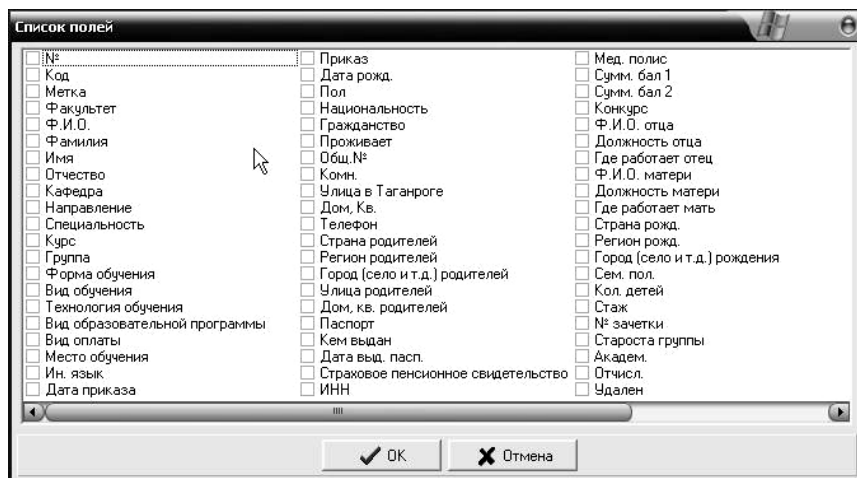 Список полей
№
Код
Метка
Факультет
Ф.И.О.
Фамилия
Имя
Отчество
Кафедра
Направление
Специальность
Курс
Группа
Форма обучения
Вид обучения
Технология обучения
Вид образовательной программы
Вид оплаты
Место обучения
Ин. язык
Дата приказа
Приказ
Дата рожд.
Пол
Национальность
Гражданство
Проживает
Общ.№
Комн.
Улица в Таганроге
Дом, Кв.
Телефон
Страна родителей
Регион родителей
Город (село и т.д.) родителей
Улица родителей
Дом, кв. родителей
Паспорт
Кем выдан
Дата выд. пасп.
Страховое пенсионное свидетельство
ИНН
Мед. полис
Сумм. бал 1
Сумм. бал 2
Конкурс
Ф.И.О. отца
Должность отца
Где работает отец
Ф.И.О. матери
Должность матери
Где работает мать
Страна рожд.
Регион рожд.
Город (село и т.д.) рождения
Сем. пол.
Кол. детей
Стаж
№ зачетки
Староста группы
Академ.
Отчисл.
Удален
OK
Отмена